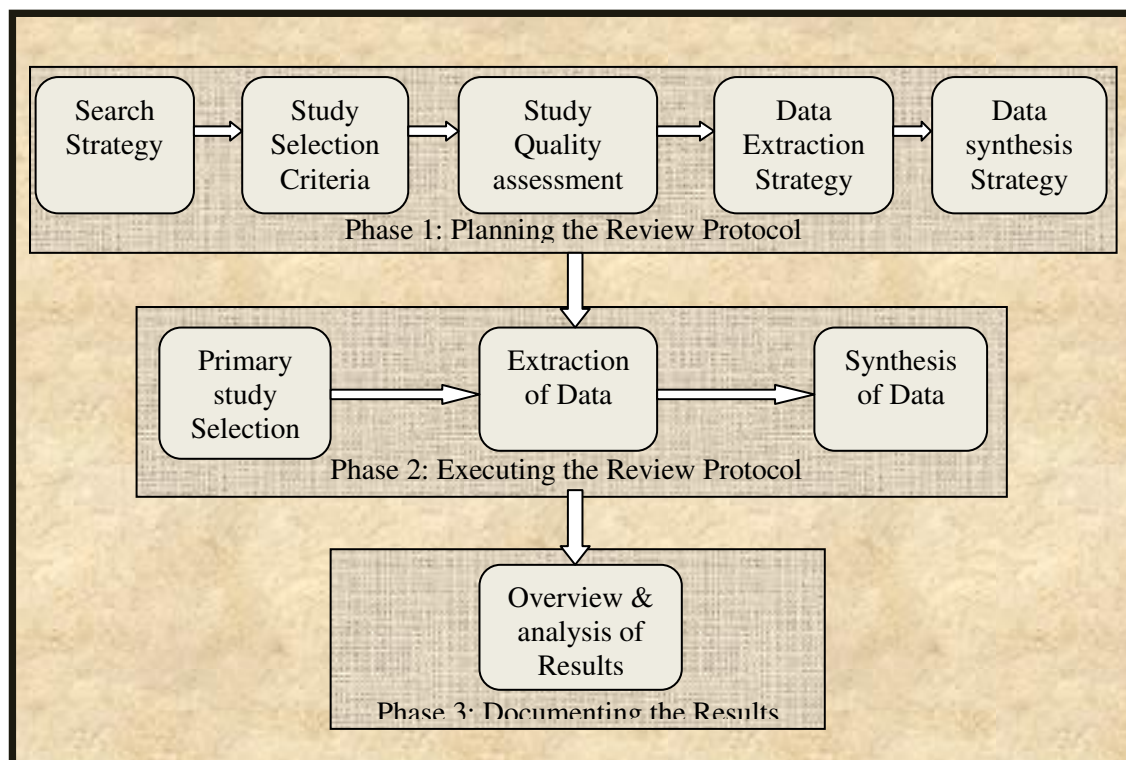 Search
Strategy
Study
Selection
Criteria
Study
Quality
assessment
Data
Extraction
Strategy
Data
synthesis
Strategy
Phase 1: Planning the Review Protocol
Primary
study
Selection
Extraction
of Data
Synthesis
of Data
Phase 2: Executing the Review Protocol
Overview &
analysis of
Results
Phase 3: Documenting the Results